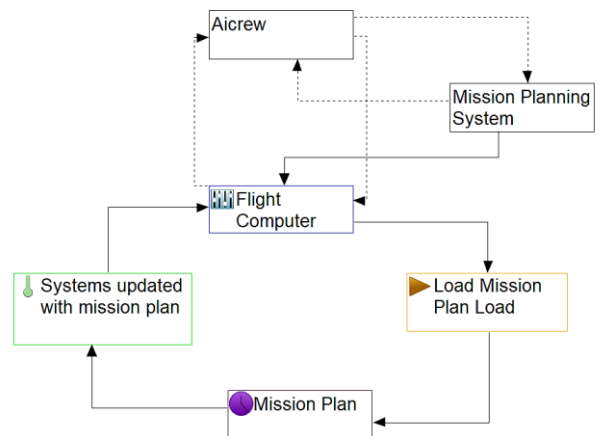 Aicrew
Mission Planning
System
Flight
Computer
Systems updated
with mission plan
Load Mission
Plan Load
Mission Plan